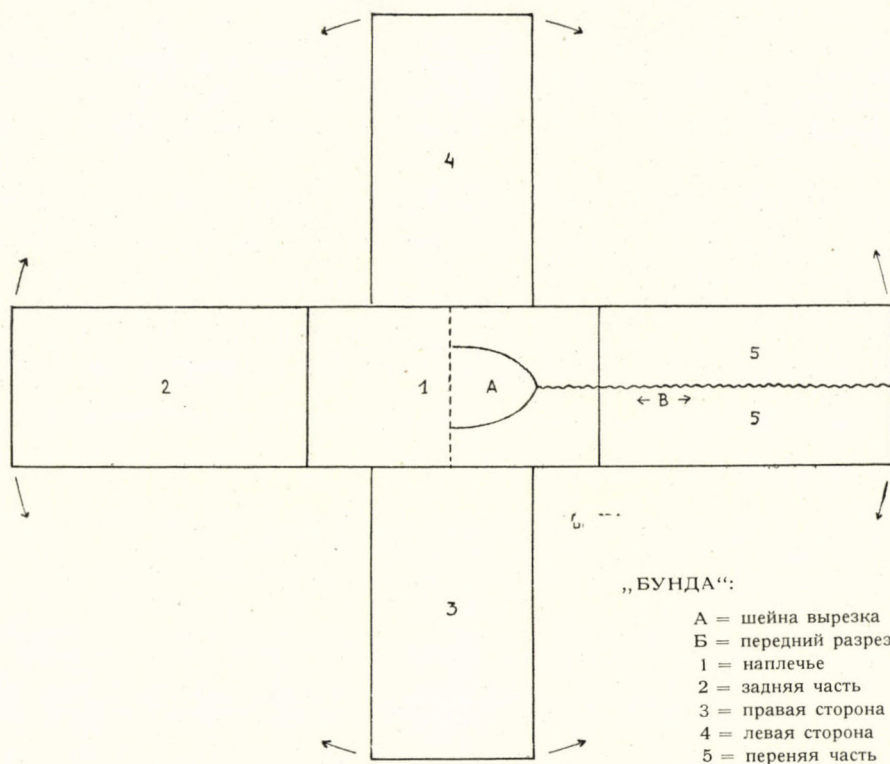 4
2
1
A
5
← B →
5
3
„БУНДА“:
А = шейна вырезка
Б = передний разрез
1 = наплечье
2 = задняя часть
3 = правая сторона
4 = левая сторона
5 = переняя часть